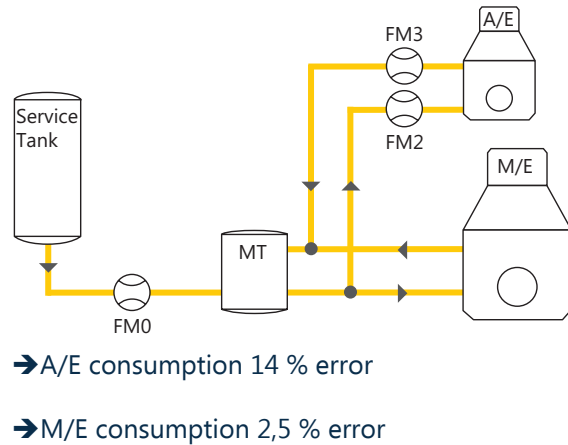 A/E
FM3
Service
Tank
FM2
M/E
MT
FM0
➔A/E consumption 14 % error
➔M/E consumption 2,5 % error